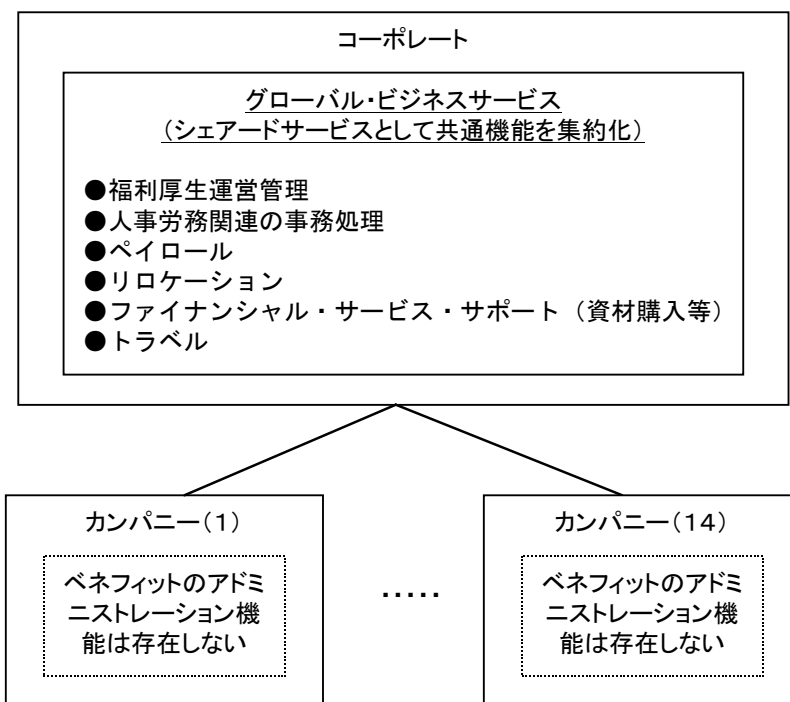 コーポレート
グローバル・ビジネスサービス
（シェアードサービスとして共通機能を集約化）
●福利厚生運営管理
●人事労務関連の事務処理
●ペイロール
●リロケーション
●ファイナンシャル・サービス・サポート（資材購入等）
●トラベル
カンパニー（1）
ベネフィットのアドミ
ニストレーション機
能は存在しない
‥‥‥
カンパニー（14）
ベネフィットのアドミ
ニストレーション機
能は存在しない